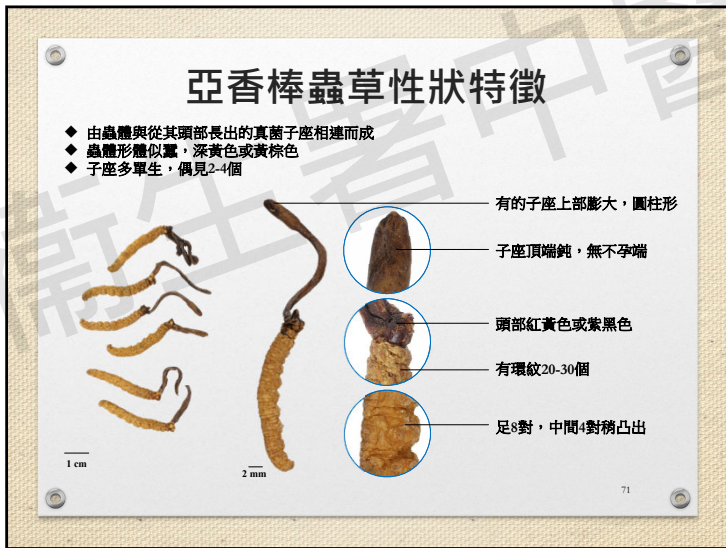 亞香棒蟲草性狀特徵
◆ 由蟲體與從其頭部長出的真菌子座相連而成
◆ 蟲體形體似蠶，深黃色或黃棕色
◆ 子座多單生，偶見2-4個
有的子座上部膨大，圓柱形
子座頂端鈍，無不孕端
頭部紅黃色或紫黑色
有環紋20-30個
足8對，中間4對稍凸出
1 cm
2 mm
71
衞生署中醫